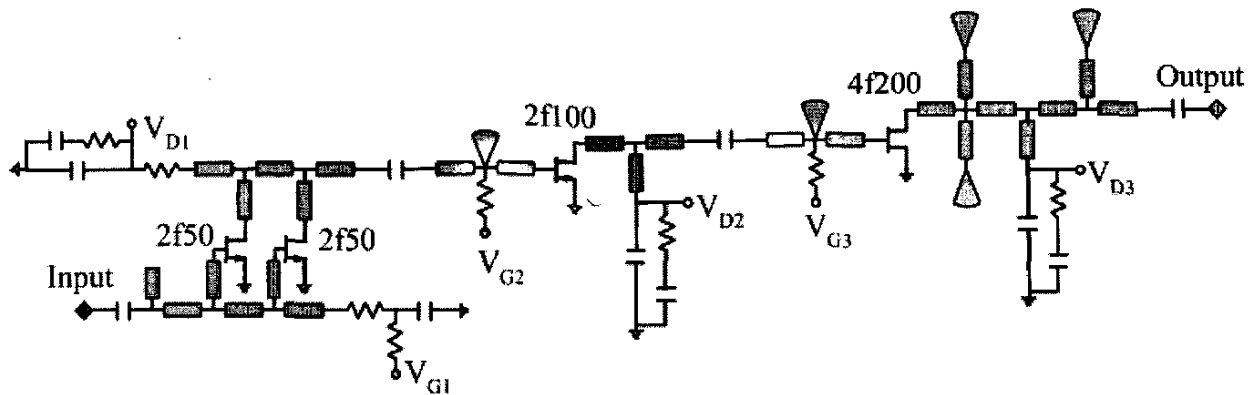 4f200
Output
2f100
V_D1
V_D3
V_D2
V_G3
2f50
2f50
V_G2
Input
V_G1